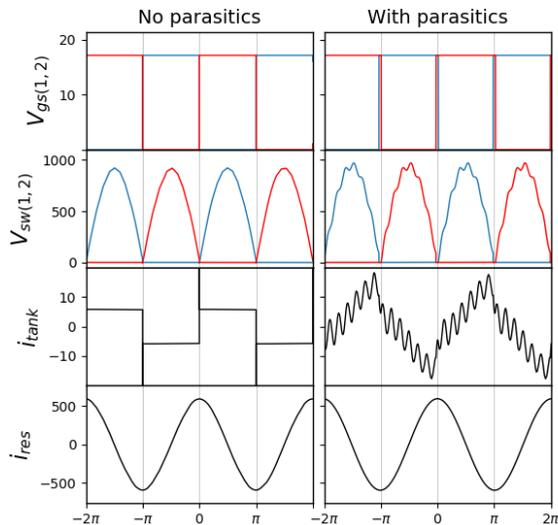 No parasitics With parasitics
20
10
V_gs(1, 2)
1000
500
0
V_sw(1, 2)
10
0
−10
i_tank
500
0
−500
i_res
−2π −π 0 π −2π −π 0 π 2π